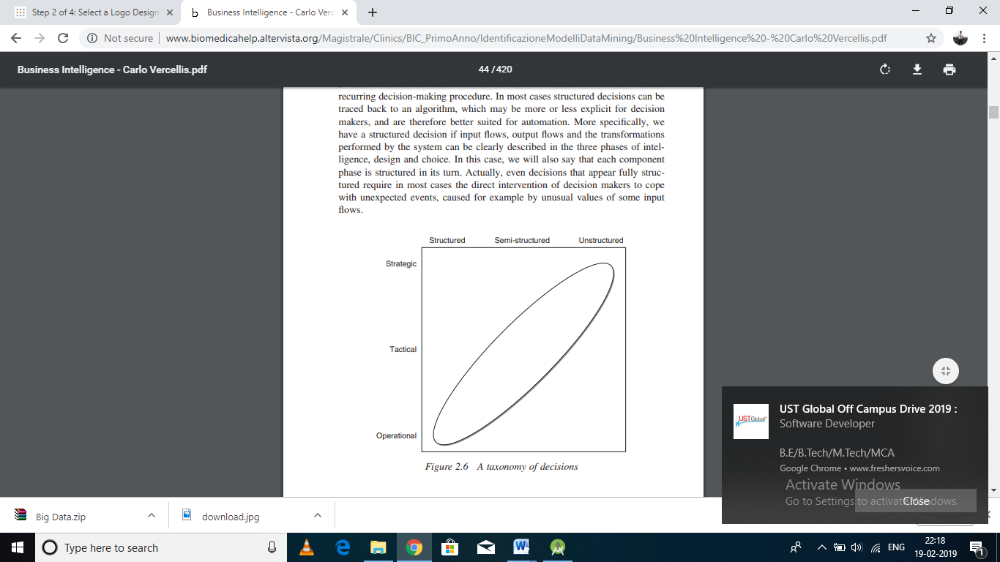 Step 2 of 4: Select a Logo Design
Business Intelligence - Carlo Verc
Not secure
www.biomedicahelp.altervista.org/Magistrale/Clinics/BIC_PrimoAnno/IdentificazioneModelliDataMining/Business%20Intelligence%20-%20Carlo%20Vercellis.pdf
Business Intelligence - Carlo Vercellis.pdf
44 / 420
recurring decision-making procedure. In most cases structured decisions can be
traced back to an algorithm, which may be more or less explicit for decision
makers, and are therefore better suited for automation. More specifically, we
have a structured decision if input flows, output flows and the transformations
performed by the system can be clearly described in the three phases of intel-
ligence, design and choice. In this case, we will also say that each component
phase is structured in its turn. Actually, even decisions that appear fully struc-
tured require in most cases the direct intervention of decision makers to cope
with unexpected events, caused for example by unusual values of some input
flows.
Structured Semi-structured Unstructured
Strategic
Tactical
Operational
Figure 2.6 A taxonomy of decisions
UST Global
UST Global Off Campus Drive 2019 :
Software Developer
B.E/B.Tech/M.Tech/MCA
Google Chrome • www.freshersvoice.com
Activate Windows
Go to Settings to activate Windows.
Close
Big Data.zip
download.jpg
Type here to search
ENG
22:18
19-02-2019
1